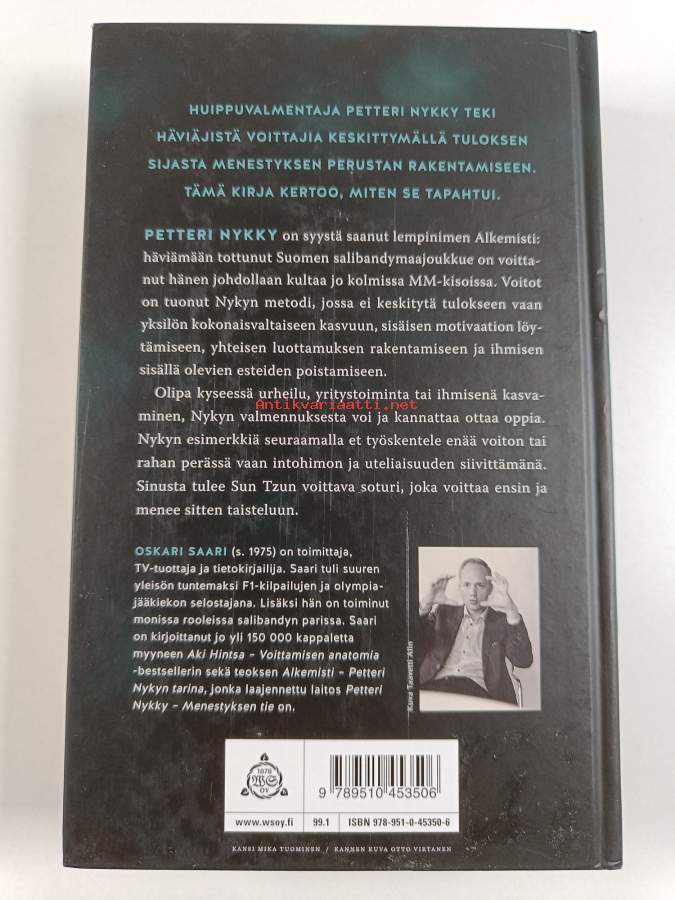 HUIPPUVALMENTAJA PETTERI NYKKY TEKI
HÄVIÄJISTÄ VOITTAJIA KESKITTYMÄLLÄ TULOKSEN
SIJASTA MENESTYKSEN PERUSTAN RAKENTAMISEEN.
TÄMÄ KIRJA KERTOO, MITEN SE TAPAHTUI.
PETTERI NYKKY on syystä saanut lempinimen Alkemisti:
häviämään tottunut Suomen salibandymaajoukkue on voitta-
nut hänen johdollaan kultaa jo kolmissa MM-kisoissa. Voitot
on tuonut Nykyn metodi, jossa ei keskitytä tulokseen vaan
yksilön kokonaisvaltaiseen kasvuun, sisäisen motivaation löy-
tämiseen, yhteisen luottamuksen rakentamiseen ja ihmisen
sisällä olevien esteiden poistamiseen.
Olipa kyseessä urheilu, yritystoiminta tai ihmisenä kasva-
Antikvariaatti.net
minen, Nykyn valmennuksesta voi ja kannattaa ottaa oppia.
Nykyn esimerkkiä seuraamalla et työskentele enää voiton tai
rahan perässä vaan intohimon ja uteliaisuuden siivittämänä.
Sinusta tulee Sun Tzun voittava soturi, joka voittaa ensin ja
menee sitten taisteluun.
OSKARI SAARI (s. 1975) on toimittaja,
TV-tuottaja ja tietokirjailija. Saari tuli suuren
yleisön tuntemaksi F1-kilpailujen ja olympia-
jääkiekon selostajana. Lisäksi hän on toiminut
monissa rooleissa salibandyn parissa. Saari
on kirjoittanut jo yli 150 000 kappaletta
myyneen Aki Hintsa – Voittamisen anatomia
-bestsellerin sekä teoksen Alkemisti – Petteri
Nykyn tarina, jonka laajennettu laitos Petteri
Nykky – Menestyksen tie on.
Kuva Taavetti Alin
1878
WS
OY
9 789510 453506
www.wsoy.fi
99.1
ISBN 978-951-0-45350-6
KANSI MIKA TUOMINEN / KANNEN KUVA OTTO VIRTANEN